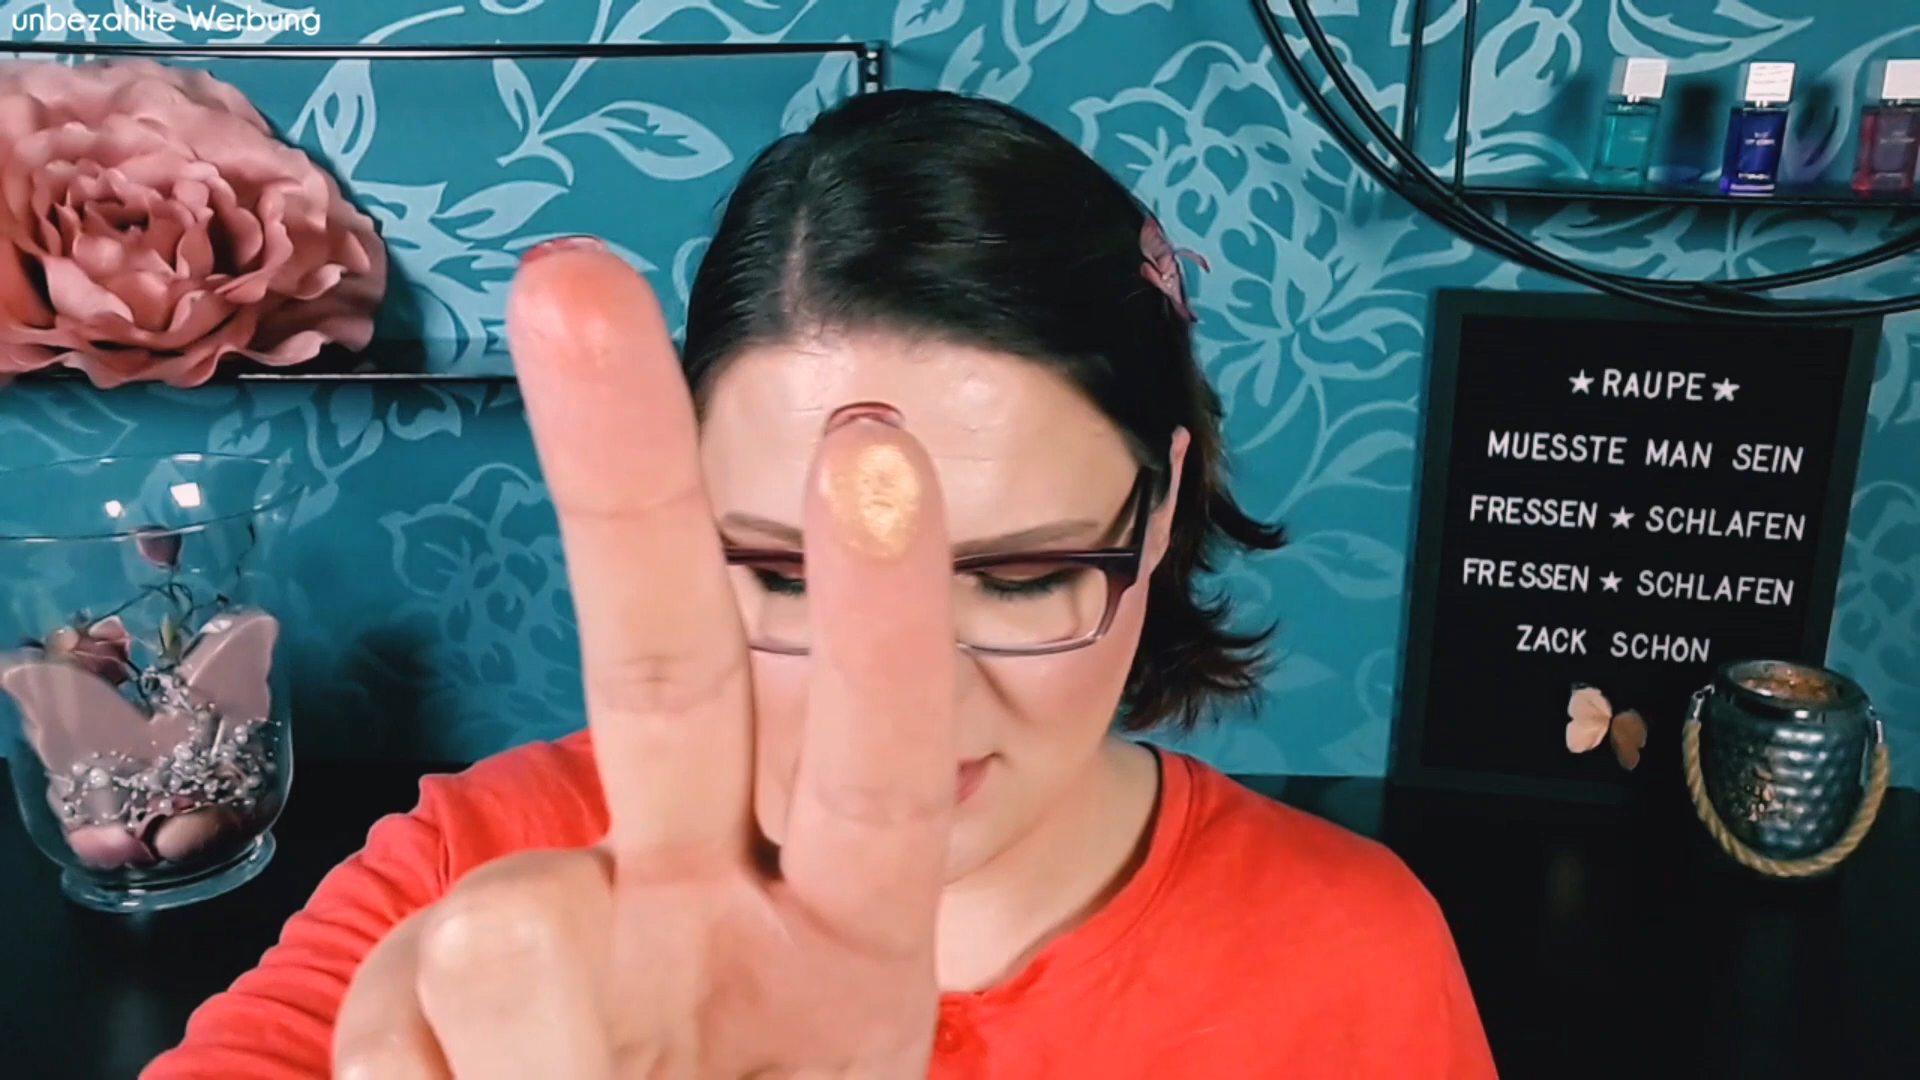 unbezahlte Werbung
★RAUPE★
MUESSTE MAN SEIN
FRESSEN ★ SCHLAFEN
FRESSEN ★ SCHLAFEN
ZACK SCHÖN